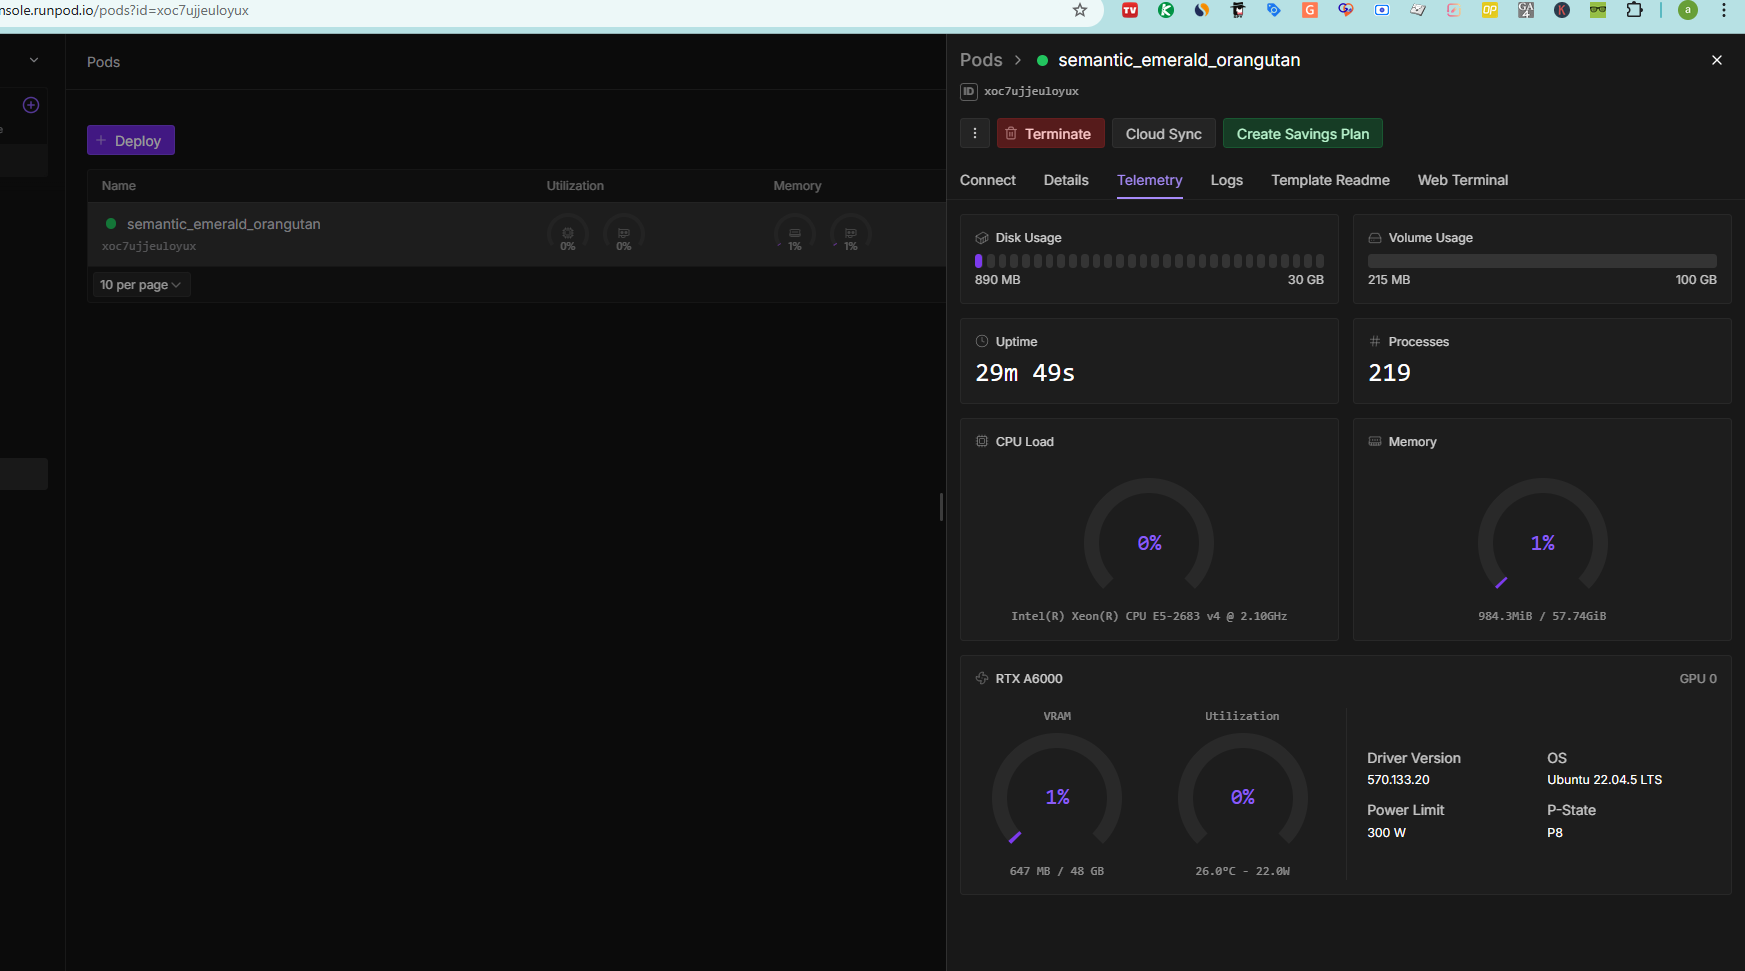 nsole.runpod.io/pods?id=xoc7ujjeuloyux
TV
G
OP
GA
4
K
a
Pods
Pods
semantic_emerald_orangutan
ID
xoc7ujjeuloyux
e
+ Deploy
Terminate
Cloud Sync
Create Savings Plan
Connect
Details
Telemetry
Logs
Template Readme
Web Terminal
Name
Utilization
Memory
semantic_emerald_orangutan
xoc7ujjeuloyux
0%
0%
1%
1%
10 per page
Disk Usage
890 MB
30 GB
Volume Usage
215 MB
100 GB
Uptime
29m 49s
# Processes
219
CPU Load
0%
Intel(R) Xeon(R) CPU E5-2683 v4 @ 2.10GHz
Memory
1%
984.3MiB / 57.74GiB
RTX A6000
GPU 0
VRAM
1%
647 MB / 48 GB
Utilization
0%
26.0°C - 22.0W
Driver Version
570.133.20
OS
Ubuntu 22.04.5 LTS
Power Limit
300 W
P-State
P8